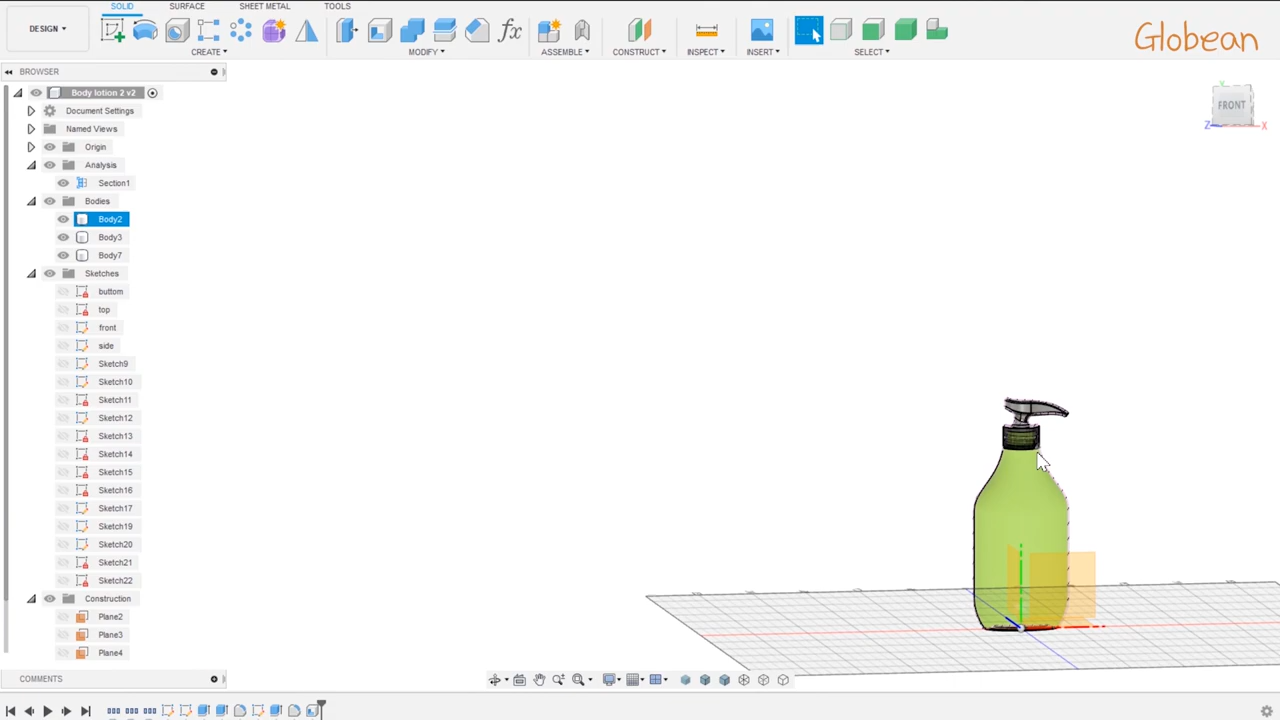 SOLID SURFACE SHEET METAL TOOLS
DESIGN ▾
fx
CREATE ▾ MODIFY ▾ ASSEMBLE ▾ CONSTRUCT ▾ INSPECT ▾ INSERT ▾ SELECT ▾
Globean
BROWSER
Body lotion 2 v2
Document Settings
Named Views
Origin
Analysis
Section1
Bodies
Body2
Body3
Body7
Sketches
buttom
top
front
side
Sketch9
Sketch10
Sketch11
Sketch12
Sketch13
Sketch14
Sketch15
Sketch16
Sketch17
Sketch19
Sketch20
Sketch21
Sketch22
Construction
Plane2
Plane3
Plane4
COMMENTS
Y
FRONT
Z X